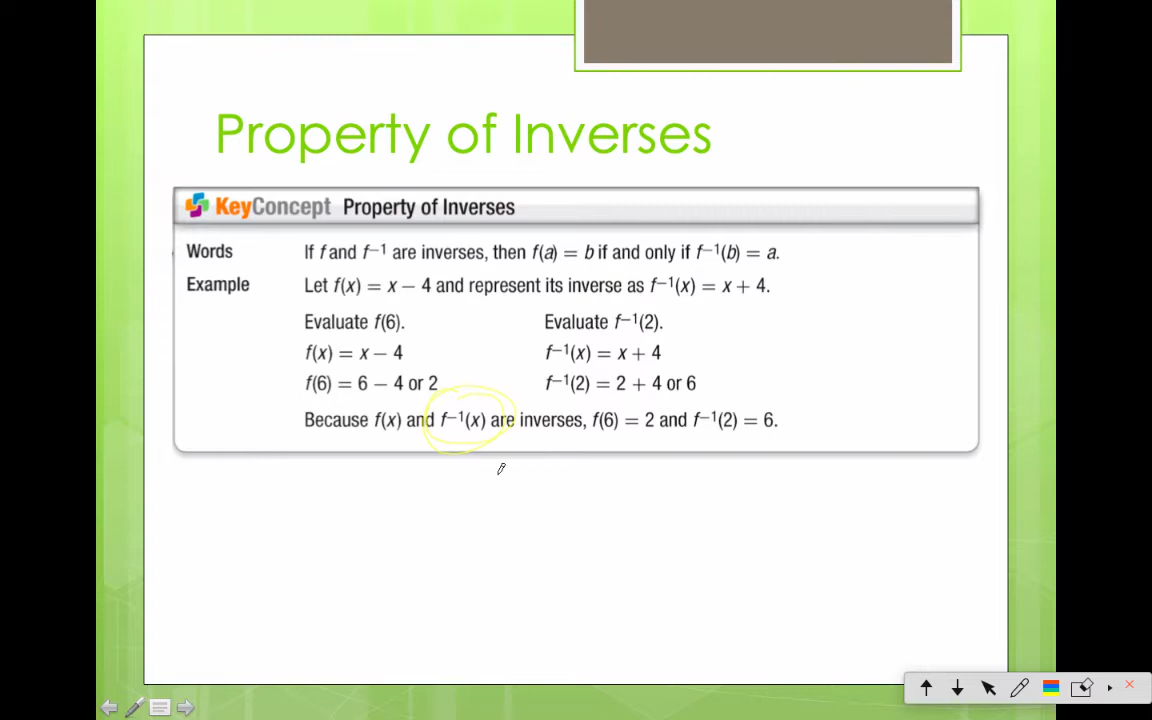 Property of Inverses
KeyConcept Property of Inverses
Words If f and f⁻¹ are inverses, then f(a) = b if and only if f⁻¹(b) = a.
Example Let f(x) = x − 4 and represent its inverse as f⁻¹(x) = x + 4.
Evaluate f(6). Evaluate f⁻¹(2).
f(x) = x − 4 f⁻¹(x) = x + 4
f(6) = 6 − 4 or 2 f⁻¹(2) = 2 + 4 or 6
Because f(x) and f⁻¹(x) are inverses, f(6) = 2 and f⁻¹(2) = 6.